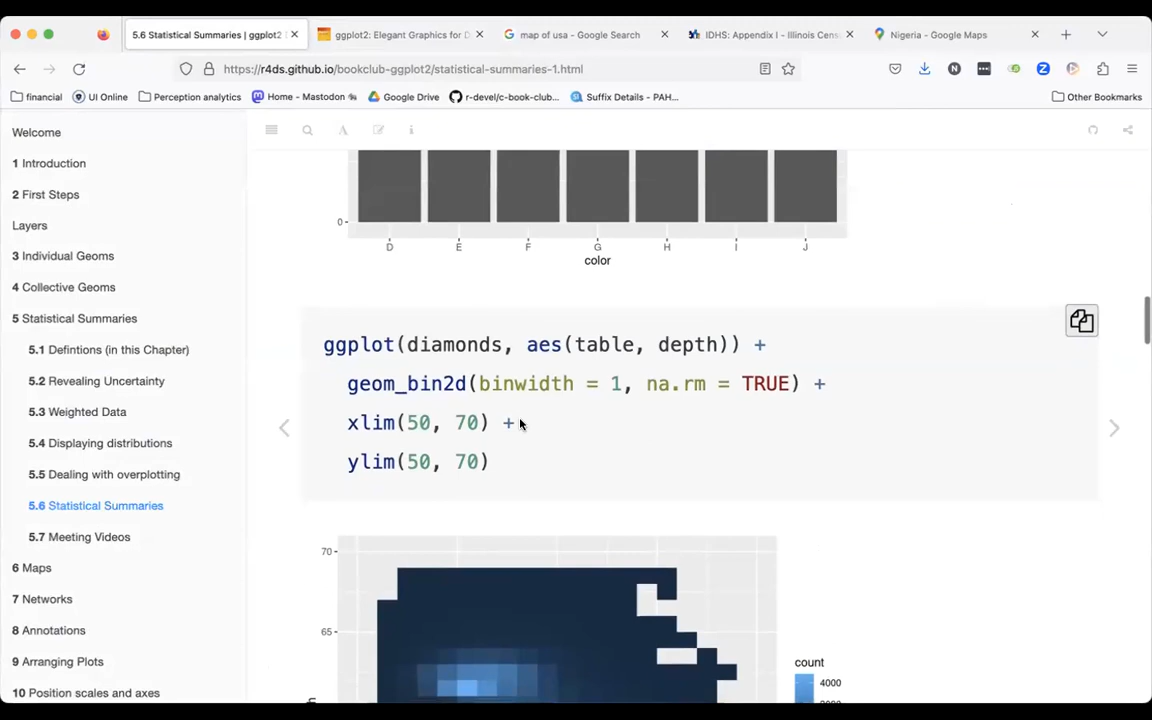 5.6 Statistical Summaries | ggplot2
ggplot2: Elegant Graphics for D
map of usa - Google Search
IDHS: Appendix I - Illinois Cens
Nigeria - Google Maps
https://r4ds.github.io/bookclub-ggplot2/statistical-summaries-1.html
financial
UI Online
Perception analytics
Home - Mastodon
Google Drive
r-devel/c-book-club...
Suffix Details - PAH...
Other Bookmarks
Welcome
1 Introduction
2 First Steps
Layers
3 Individual Geoms
4 Collective Geoms
5 Statistical Summaries
5.1 Defintions (in this Chapter)
5.2 Revealing Uncertainty
5.3 Weighted Data
5.4 Displaying distributions
5.5 Dealing with overplotting
5.6 Statistical Summaries
5.7 Meeting Videos
6 Maps
7 Networks
8 Annotations
9 Arranging Plots
10 Position scales and axes
0
D E F G H I J
color
ggplot(diamonds, aes(table, depth)) +
geom_bin2d(binwidth = 1, na.rm = TRUE) +
xlim(50, 70) +
ylim(50, 70)
70
65
count
4000